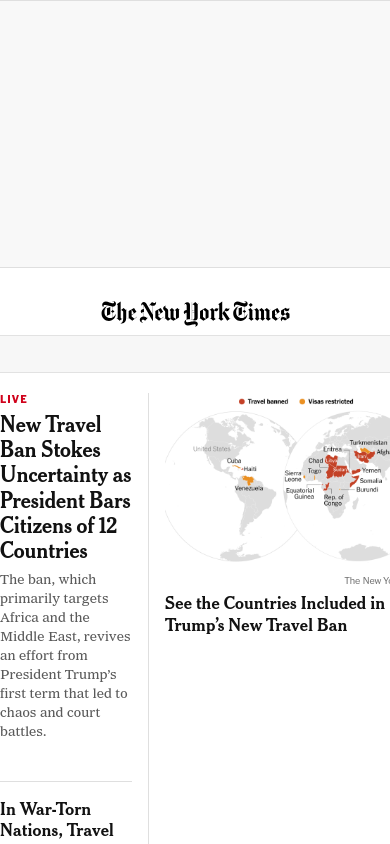 The New York Times
LIVE
New Travel
Ban Stokes
Uncertainty as
President Bars
Citizens of 12
Countries
The ban, which
primarily targets
Africa and the
Middle East, revives
an effort from
President Trump's
first term that led to
chaos and court
battles.
In War-Torn
Nations, Travel
Travel banned
Visas restricted
United States
Cuba
Haiti
Venezuela
Turkmenistan
Eritrea
Chad
Yemen
Sierra
Leone
Togo
Sudan
Somalia
Equatorial
Guinea
Burundi
Rep. of
Congo
The New Yo
See the Countries Included in
Trump's New Travel Ban